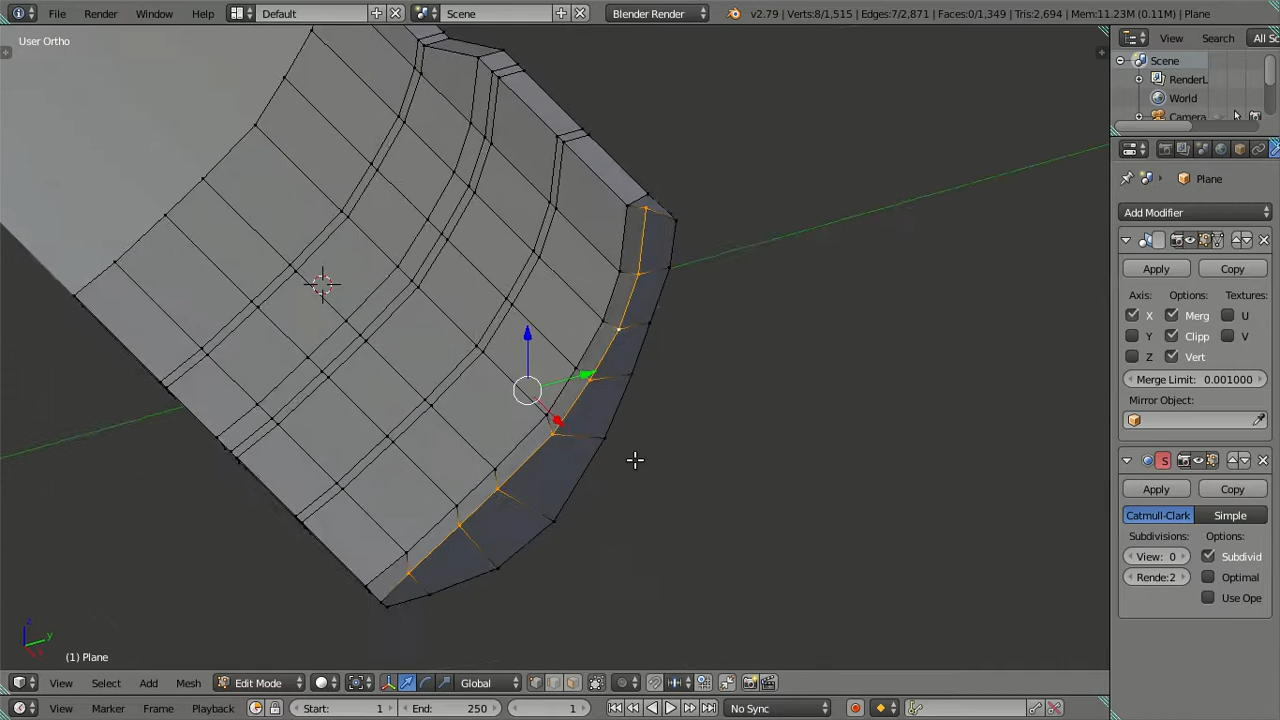 File Render Window Help Default Scene Blender Render v2.79 | Verts:8/1,515 | Edges:7/2,871 | Faces:0/1,349 | Tris:2,694 | Mem:11.23M (0.11M) | Plane
User Ortho
View Search All Sc
Scene
RenderL
World
Camera
Plane
Add Modifier
Apply Copy
Axis: Options: Textures:
X Merg U
Y Clipp V
Z Vert
Merge Limit: 0.001000
Mirror Object:
S
Apply Copy
Catmull-Clark Simple
Subdivisions: Options:
View: 0 Subdivid
Rende:2 Optimal
Use Ope
z
y
(1) Plane
View Select Add Mesh Edit Mode Global
View Marker Frame Playback Start: 1 End: 250 1 No Sync